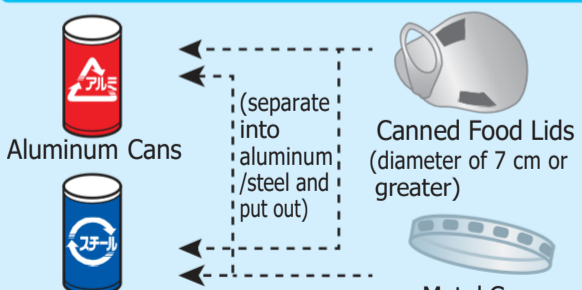 アルミ
Aluminum Cans
スチール
(separate
into
aluminum
/steel and
put out)
Canned Food Lids
(diameter of 7 cm or
greater)